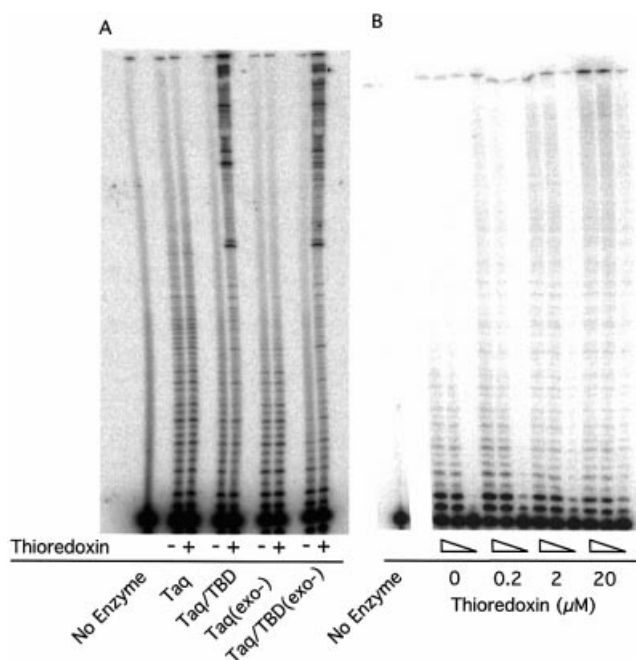 A
B
Thioredoxin - + - + - + - +
No Enzyme
Taq
Taq/TBD
Taq(exo-)
Taq/TBD(exo-)
No Enzyme
0 0.2 2 20
Thioredoxin (µM)